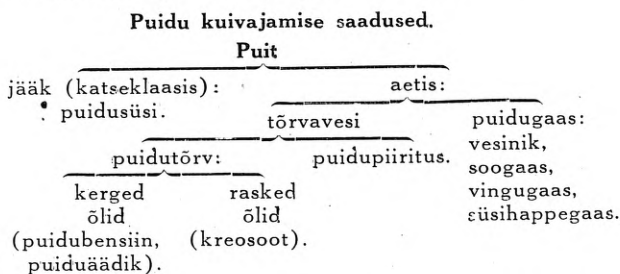 Puidu kuivajamise saadused.
Puit
jääk (katseklaasis):
puidusüsi.
aetis:
tõrvavesi
puidugaas:
vesinik,
soogaas,
vingugaas,
süsihappegaas.
puidutõrv:
puidupiiritus.
kerged
õlid
(puidubensiin,
puiduäädik).
rasked
õlid
(kreosoot).